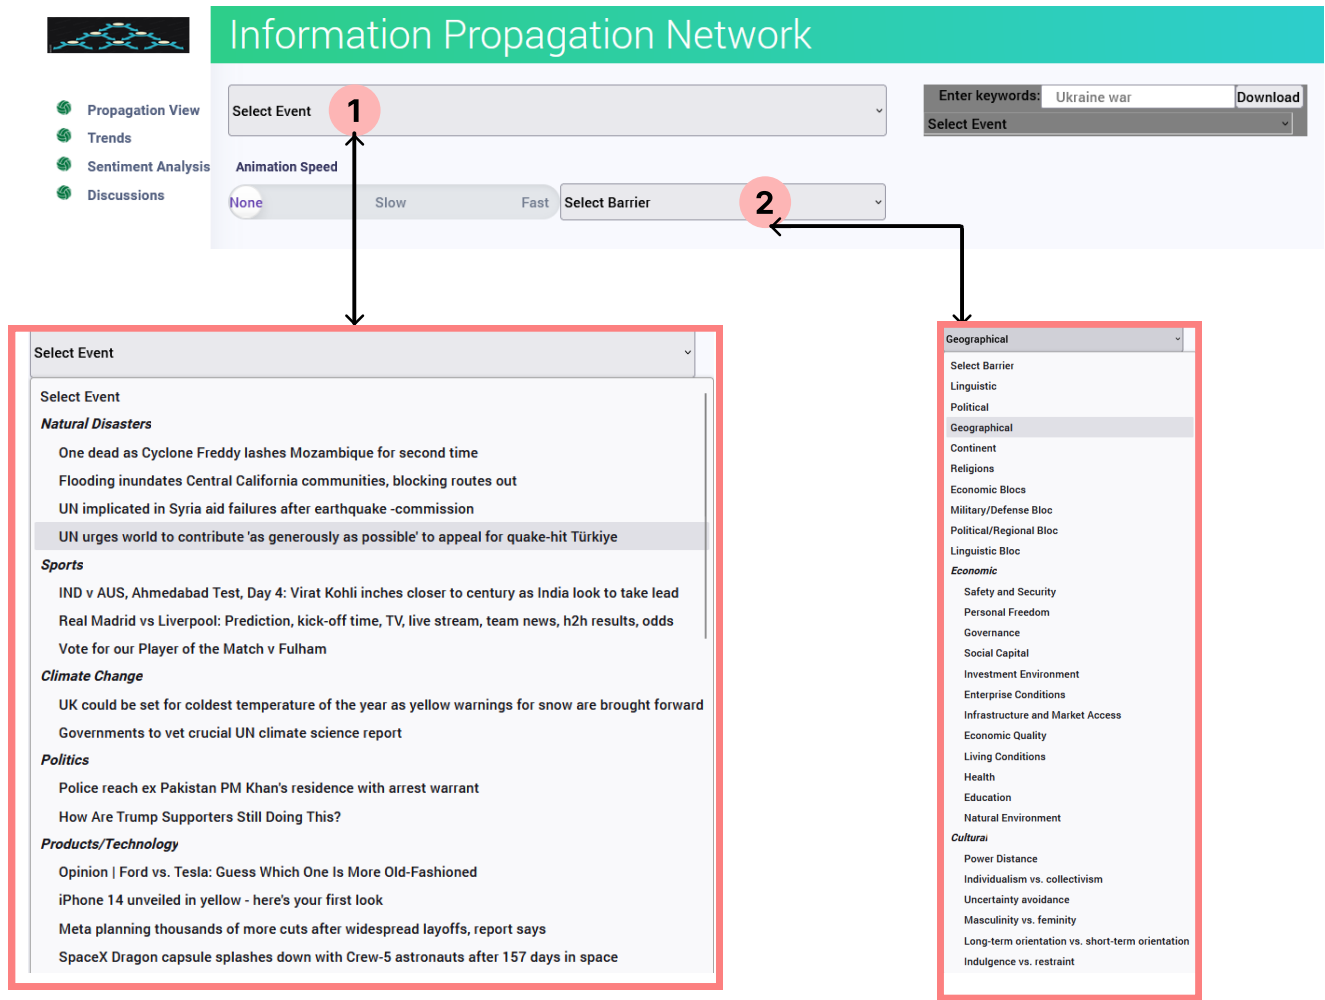 Information Propagation Network
Propagation View
Trends
Sentiment Analysis
Discussions
Select Event
1
Enter keywords:
Ukraine war
Download
Select Event
Animation Speed
None
Slow
Fast
Select Barrier
2
Select Event
Select Event
Natural Disasters
One dead as Cyclone Freddy lashes Mozambique for second time
Flooding inundates Central California communities, blocking routes out
UN implicated in Syria aid failures after earthquake -commission
UN urges world to contribute 'as generously as possible' to appeal for quake-hit Türkiye
Sports
IND v AUS, Ahmedabad Test, Day 4: Virat Kohli inches closer to century as India look to take lead
Real Madrid vs Liverpool: Prediction, kick-off time, TV, live stream, team news, h2h results, odds
Vote for our Player of the Match v Fulham
Climate Change
UK could be set for coldest temperature of the year as yellow warnings for snow are brought forward
Governments to vet crucial UN climate science report
Politics
Police reach ex Pakistan PM Khan's residence with arrest warrant
How Are Trump Supporters Still Doing This?
Products/Technology
Opinion | Ford vs. Tesla: Guess Which One Is More Old-Fashioned
iPhone 14 unveiled in yellow - here's your first look
Meta planning thousands of more cuts after widespread layoffs, report says
SpaceX Dragon capsule splashes down with Crew-5 astronauts after 157 days in space
Geographical
Select Barrier
Linguistic
Political
Geographical
Continent
Religions
Economic Blocs
Military/Defense Bloc
Political/Regional Bloc
Linguistic Bloc
Economic
Safety and Security
Personal Freedom
Governance
Social Capital
Investment Environment
Enterprise Conditions
Infrastructure and Market Access
Economic Quality
Living Conditions
Health
Education
Natural Environment
Cultural
Power Distance
Individualism vs. collectivism
Uncertainty avoidance
Masculinity vs. feminity
Long-term orientation vs. short-term orientation
Indulgence vs. restraint